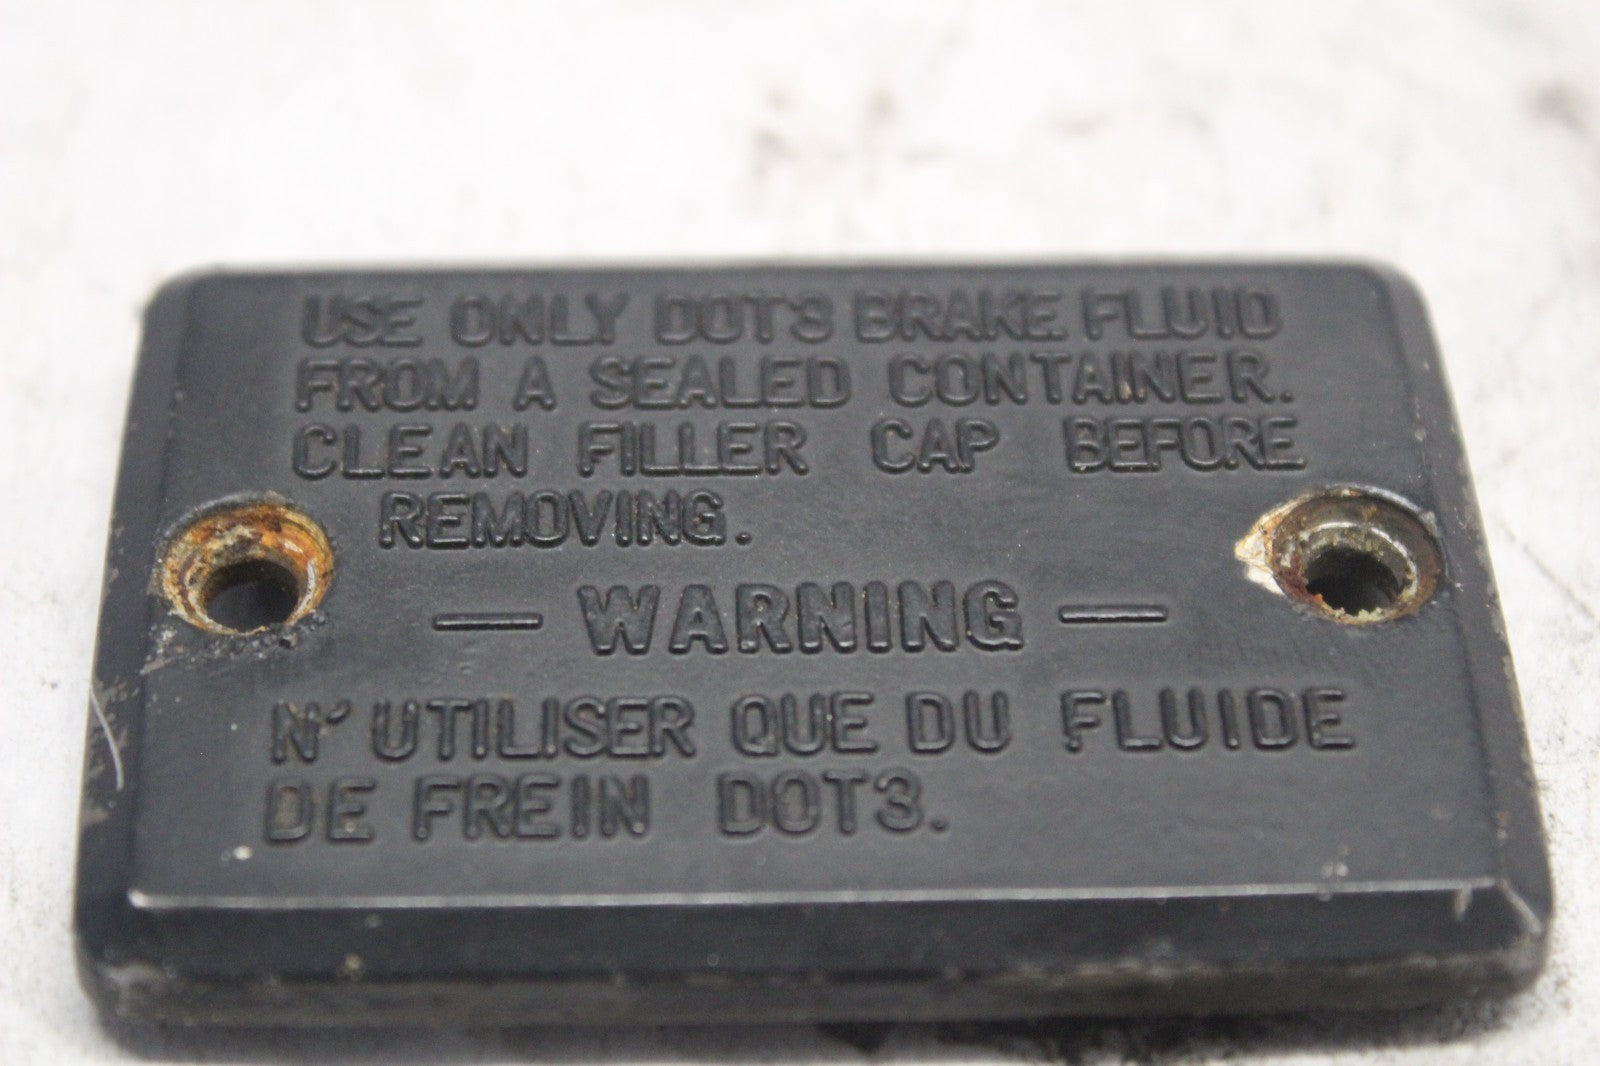 USE ONLY DOT3 BRAKE FLUID
FROM A SEALED CONTAINER.
CLEAN FILLER CAP BEFORE
REMOVING.
— WARNING —
N'UTILISER QUE DU FLUIDE
DE FREIN DOT3.